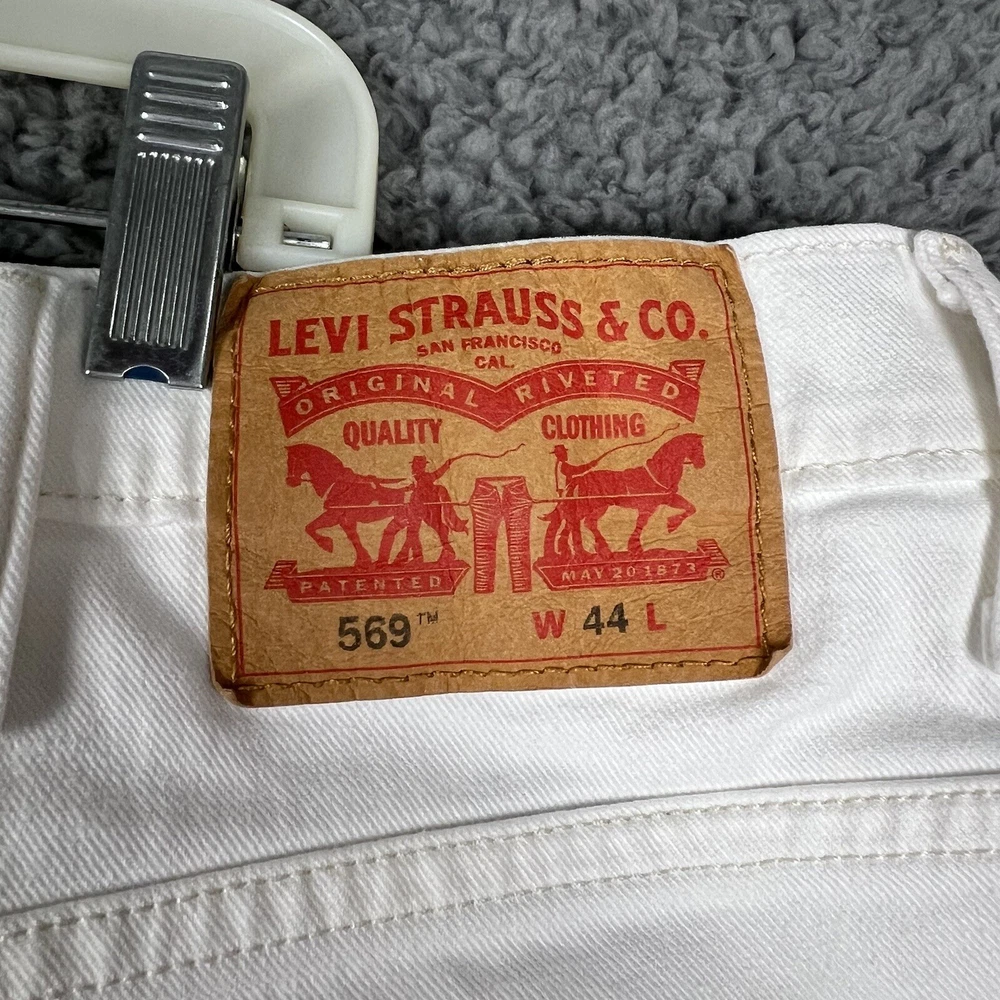 LEVI STRAUSS & CO.
SAN FRANCISCO
CAL.
ORIGINAL RIVETED
QUALITY CLOTHING
PATENTED MAY 20 1873 ®
569™ W 44 L